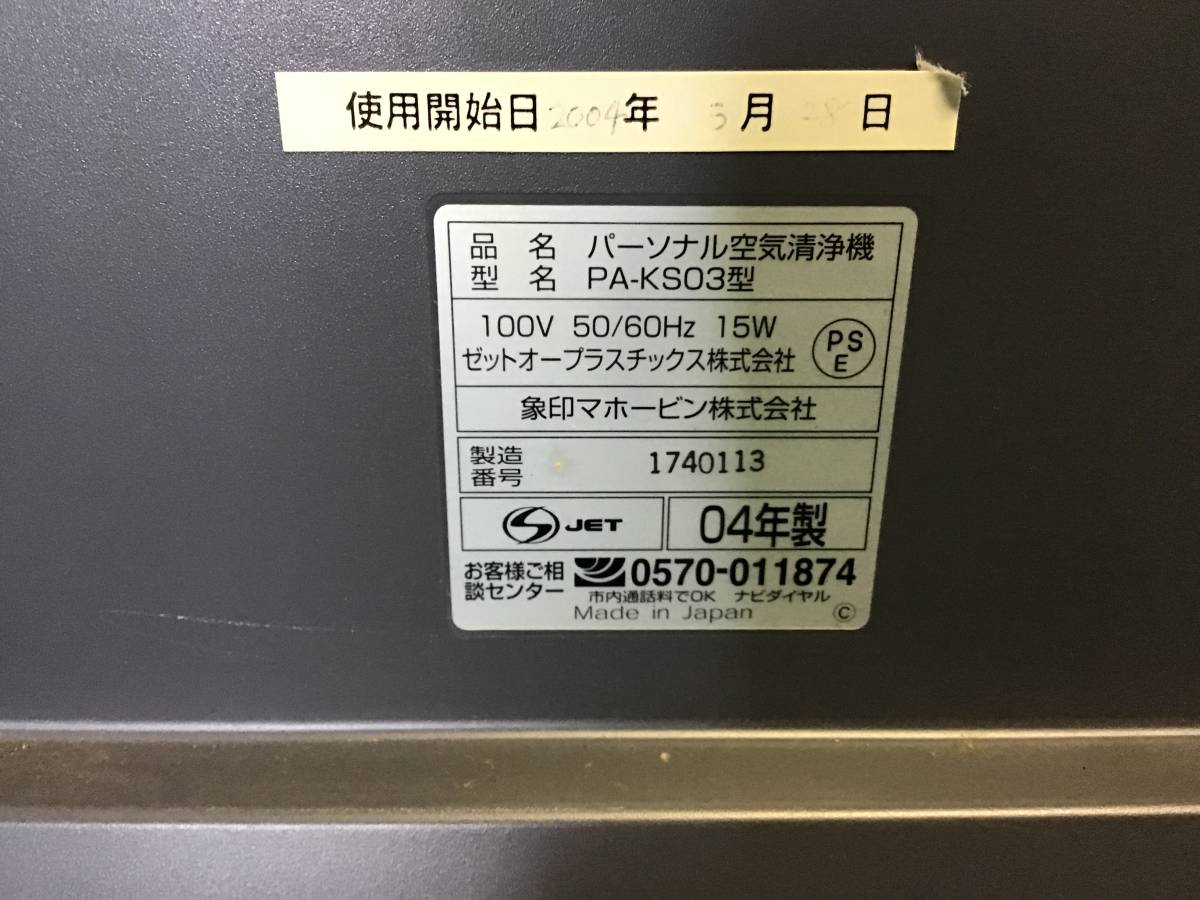 使用開始日 2004年 3月 28日
品名 パーソナル空気清浄機
型名 PA-KS03型
100V 50/60Hz 15W
ゼットオープラスチックス株式会社
PS
E
象印マホービン株式会社
製造
番号
1740113
JET
04年製
お客様ご相
談センター
0570-011874
市内通話料でOK ナビダイヤル
Made in Japan
Ⓒ